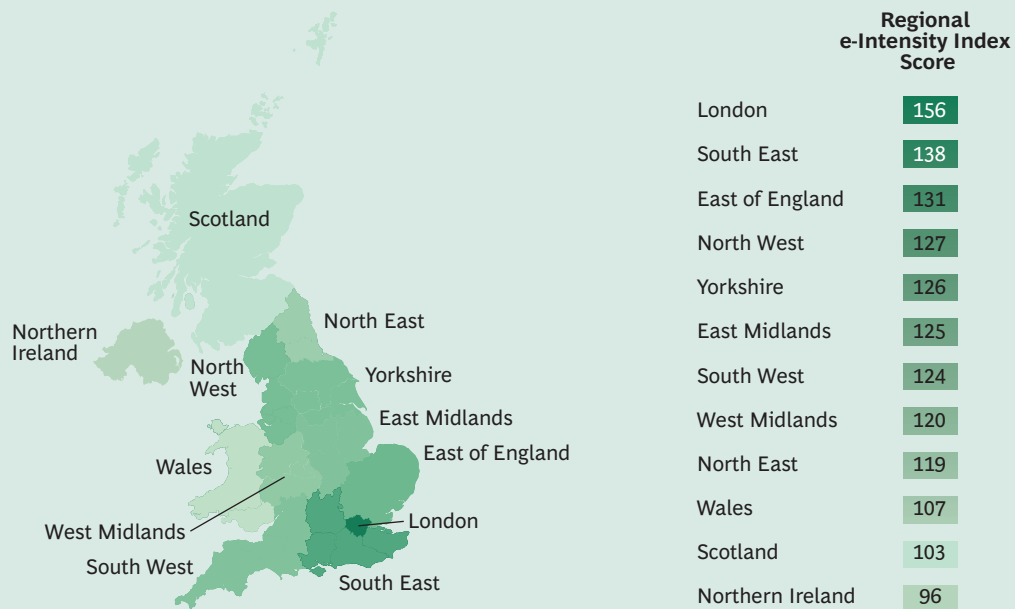 Regional
e-Intensity Index
Score
London 156
South East 138
East of England 131
North West 127
Yorkshire 126
East Midlands 125
South West 124
West Midlands 120
North East 119
Wales 107
Scotland 103
Northern Ireland 96
Scotland
Northern
Ireland
North East
North
West
Yorkshire
East Midlands
East of England
Wales
West Midlands
London
South West
South East